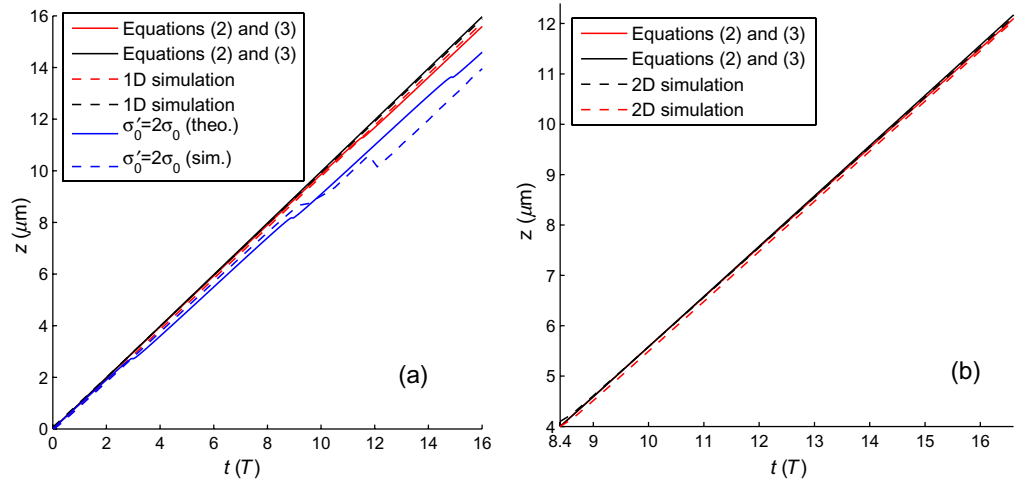 16
14
12
10
8
6
4
2
0
z (μm)
Equations (2) and (3)
Equations (2) and (3)
1D simulation
1D simulation
σ₀′=2σ₀ (theo.)
σ₀′=2σ₀ (sim.)
(a)
0 2 4 6 8 10 12 14 16
t (T)
12
11
10
9
8
7
6
5
4
z (μm)
Equations (2) and (3)
Equations (2) and (3)
2D simulation
2D simulation
(b)
8.4 9 10 11 12 13 14 15 16
t (T)